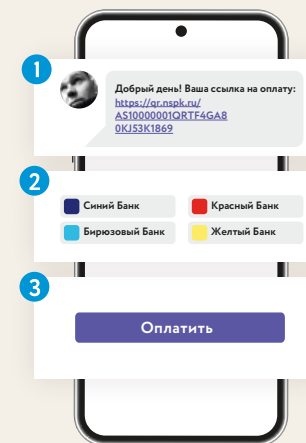 1
Добрый день! Ваша ссылка на оплату:
https://qr.nspk.ru/
AS10000001QRTF4GA8
0KJ53K1869
2
Синий Банк
Красный Банк
Бирюзовый Банк
Желтый Банк
3
Оплатить